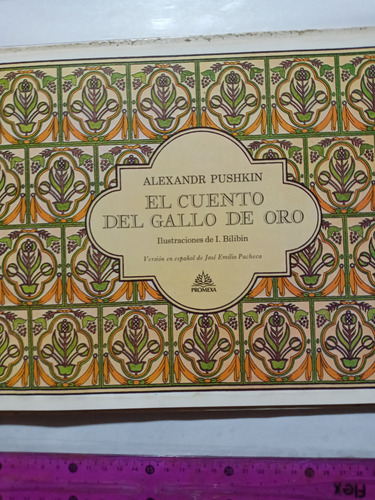 ALEXANDR PUSHKIN
EL CUENTO
DEL GALLO DE ORO
Ilustraciones de I. Bilibin
Versión en español de José Emilio Pacheco
PROMEXA
flex